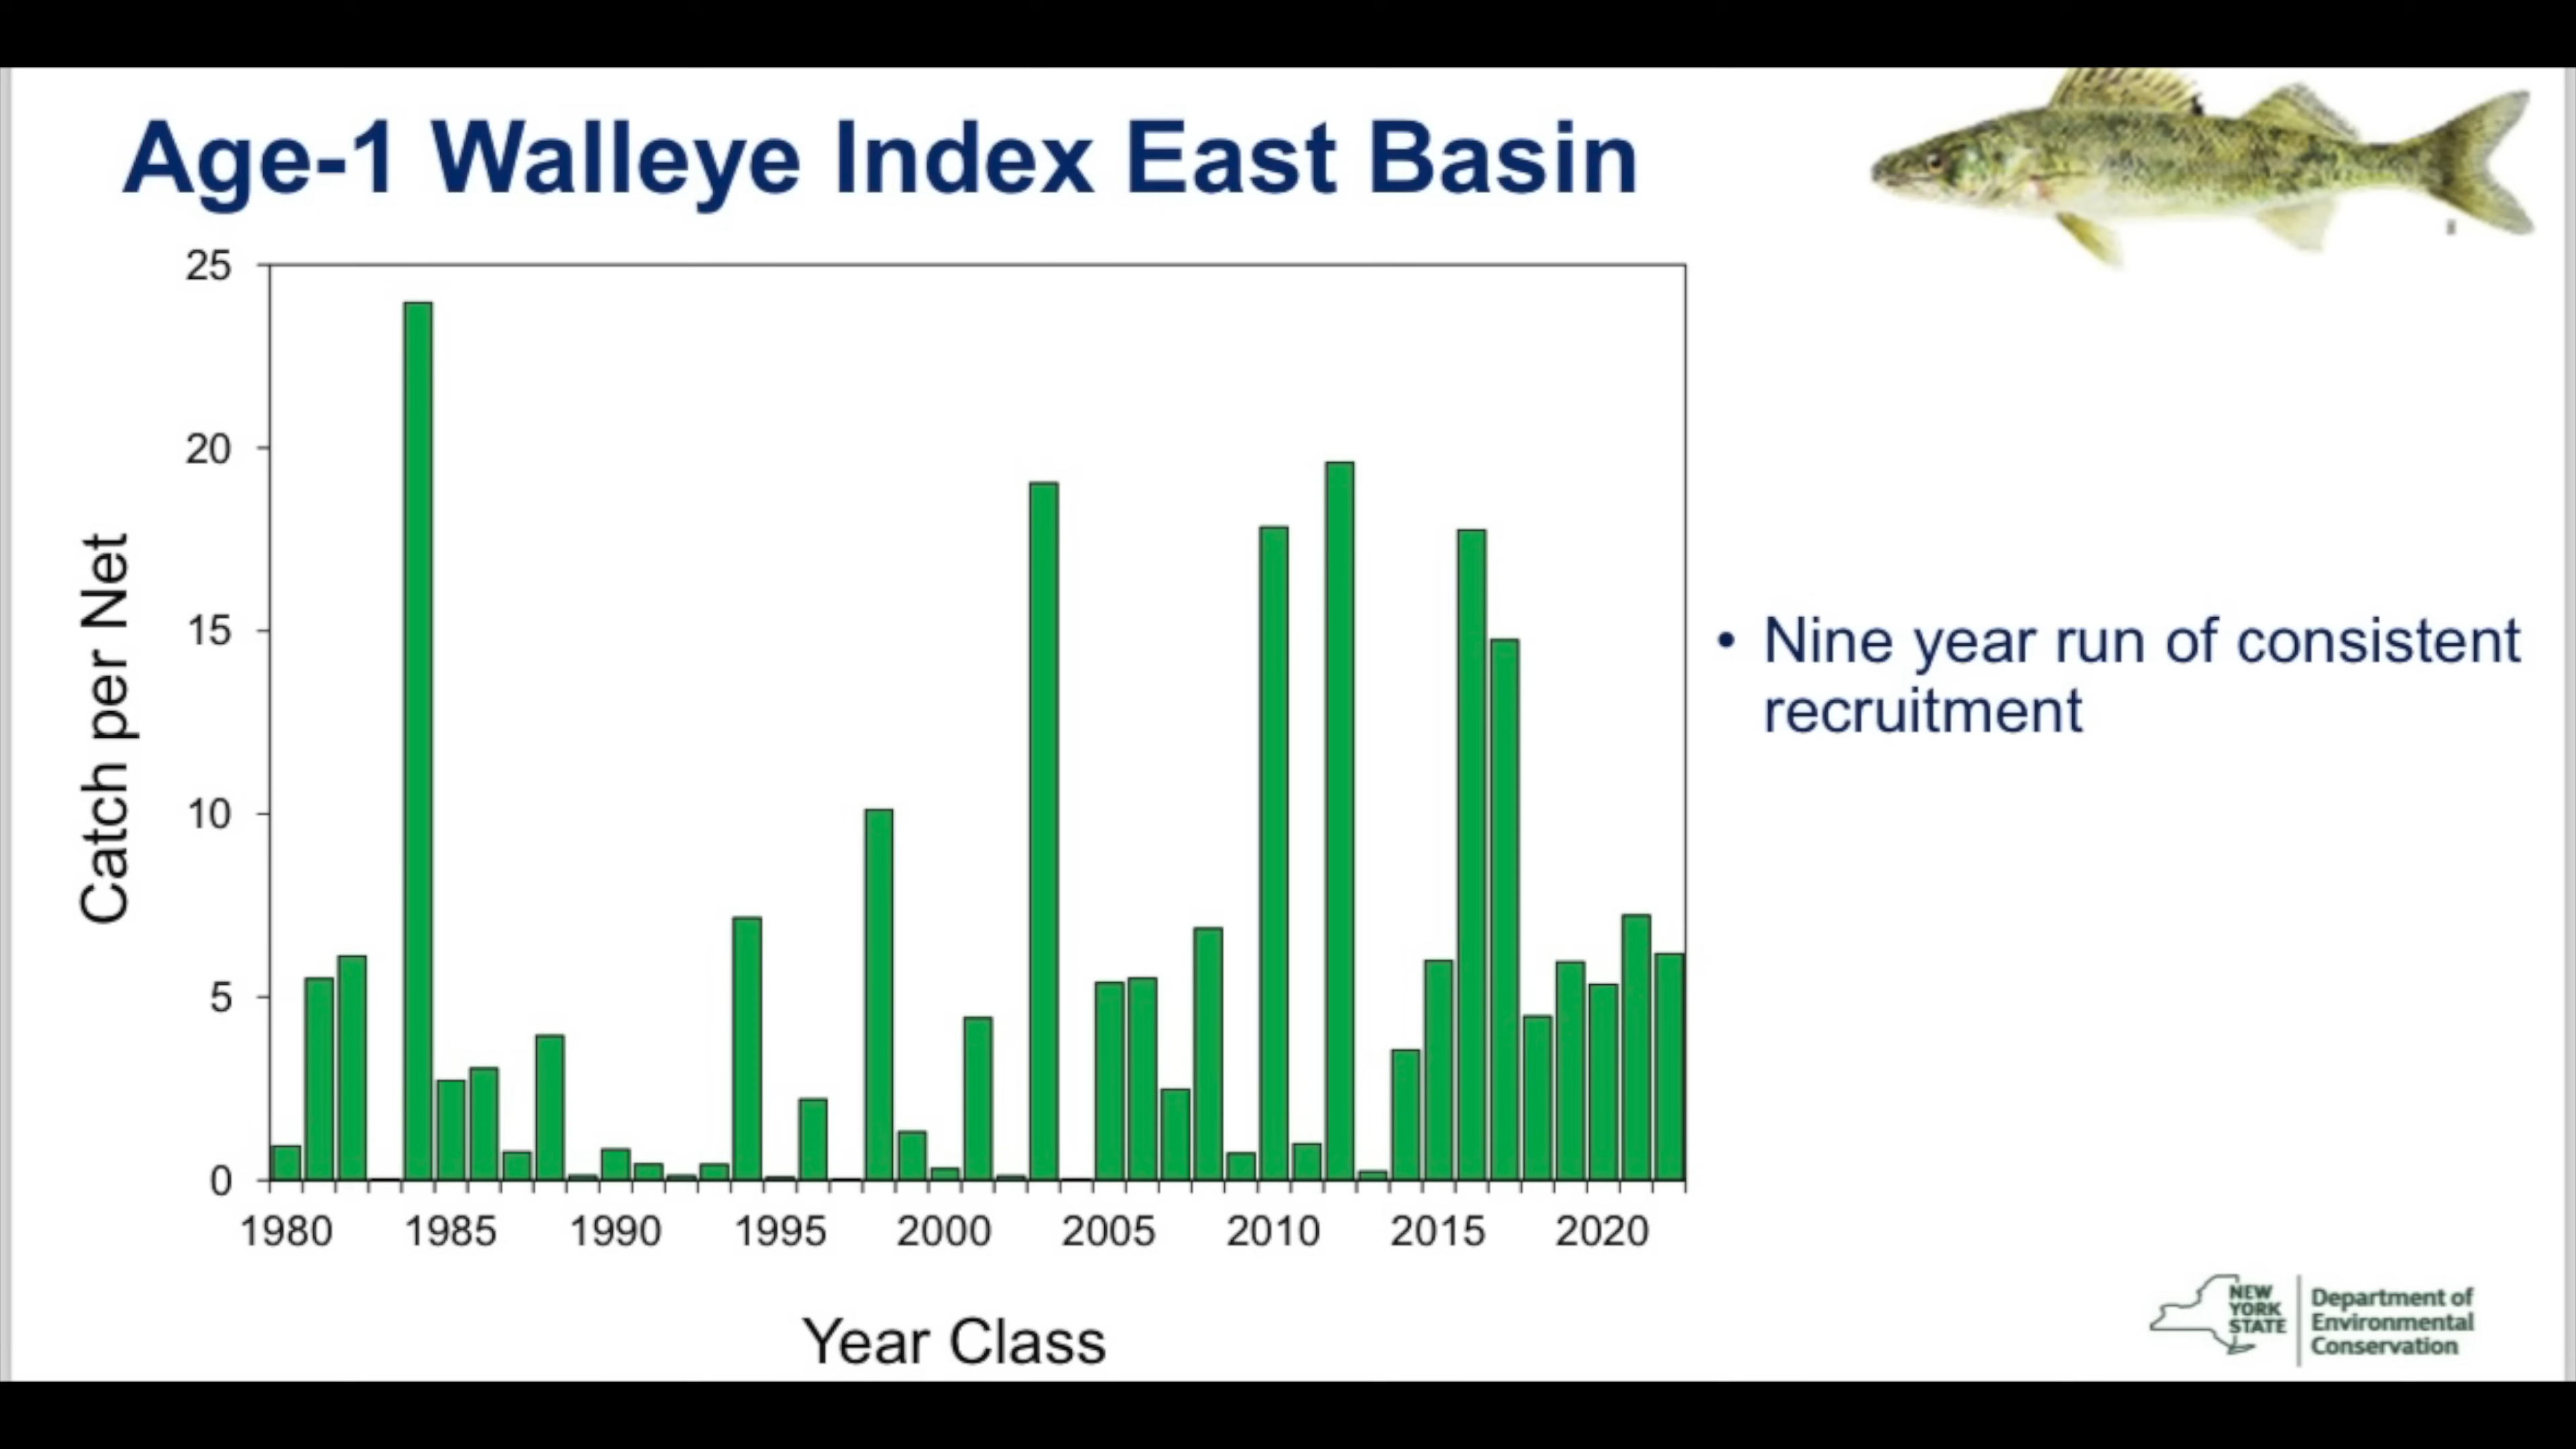 Age-1 Walleye Index East Basin
25
20
15
10
5
0
Catch per Net
1980 1985 1990 1995 2000 2005 2010 2015 2020
Year Class
• Nine year run of consistent
recruitment
NEW
YORK
STATE
Department of
Environmental
Conservation